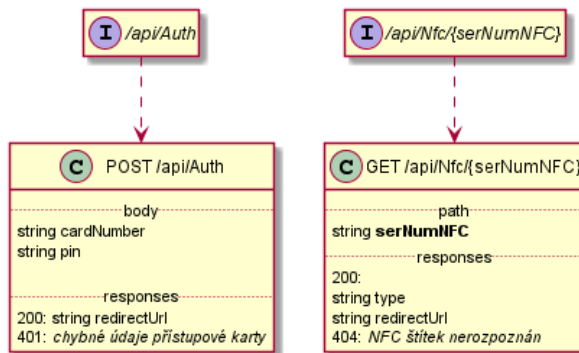 I /api/Auth
C POST /api/Auth
body
string cardNumber
string pin
responses
200: string redirectUrl
401: chybné údaje přístupové karty
I /api/Nfc/{serNumNFC}
C GET /api/Nfc/{serNumNFC}
path
string serNumNFC
responses
200:
string type
string redirectUrl
404: NFC štítek nerozpoznán